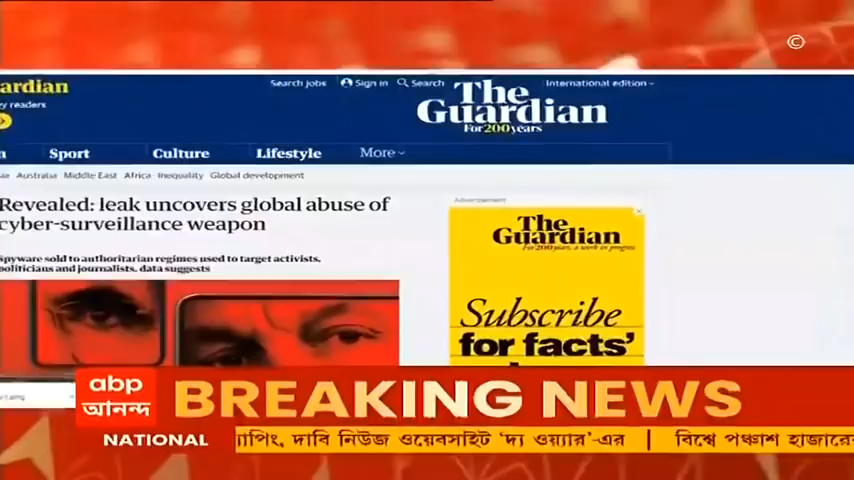 ©
ardian
Search jobs Sign in Search International edition
The
Guardian
For 200 years
Sport Culture Lifestyle More
Australia Middle East Africa Inequality Global development
Revealed: leak uncovers global abuse of
cyber-surveillance weapon
Spyware sold to authoritarian regimes used to target activists,
politicians and journalists, data suggests
Advertisement
The
Guardian
For 200 years, a work in progress
Subscribe
for facts'
abp
আনন্দ
BREAKING NEWS
NATIONAL
াপিং, দাবি নিউজ ওয়েবসাইট 'দ্য ওয়্যার'-এর | বিশ্বে পঞ্চাশ হাজারের